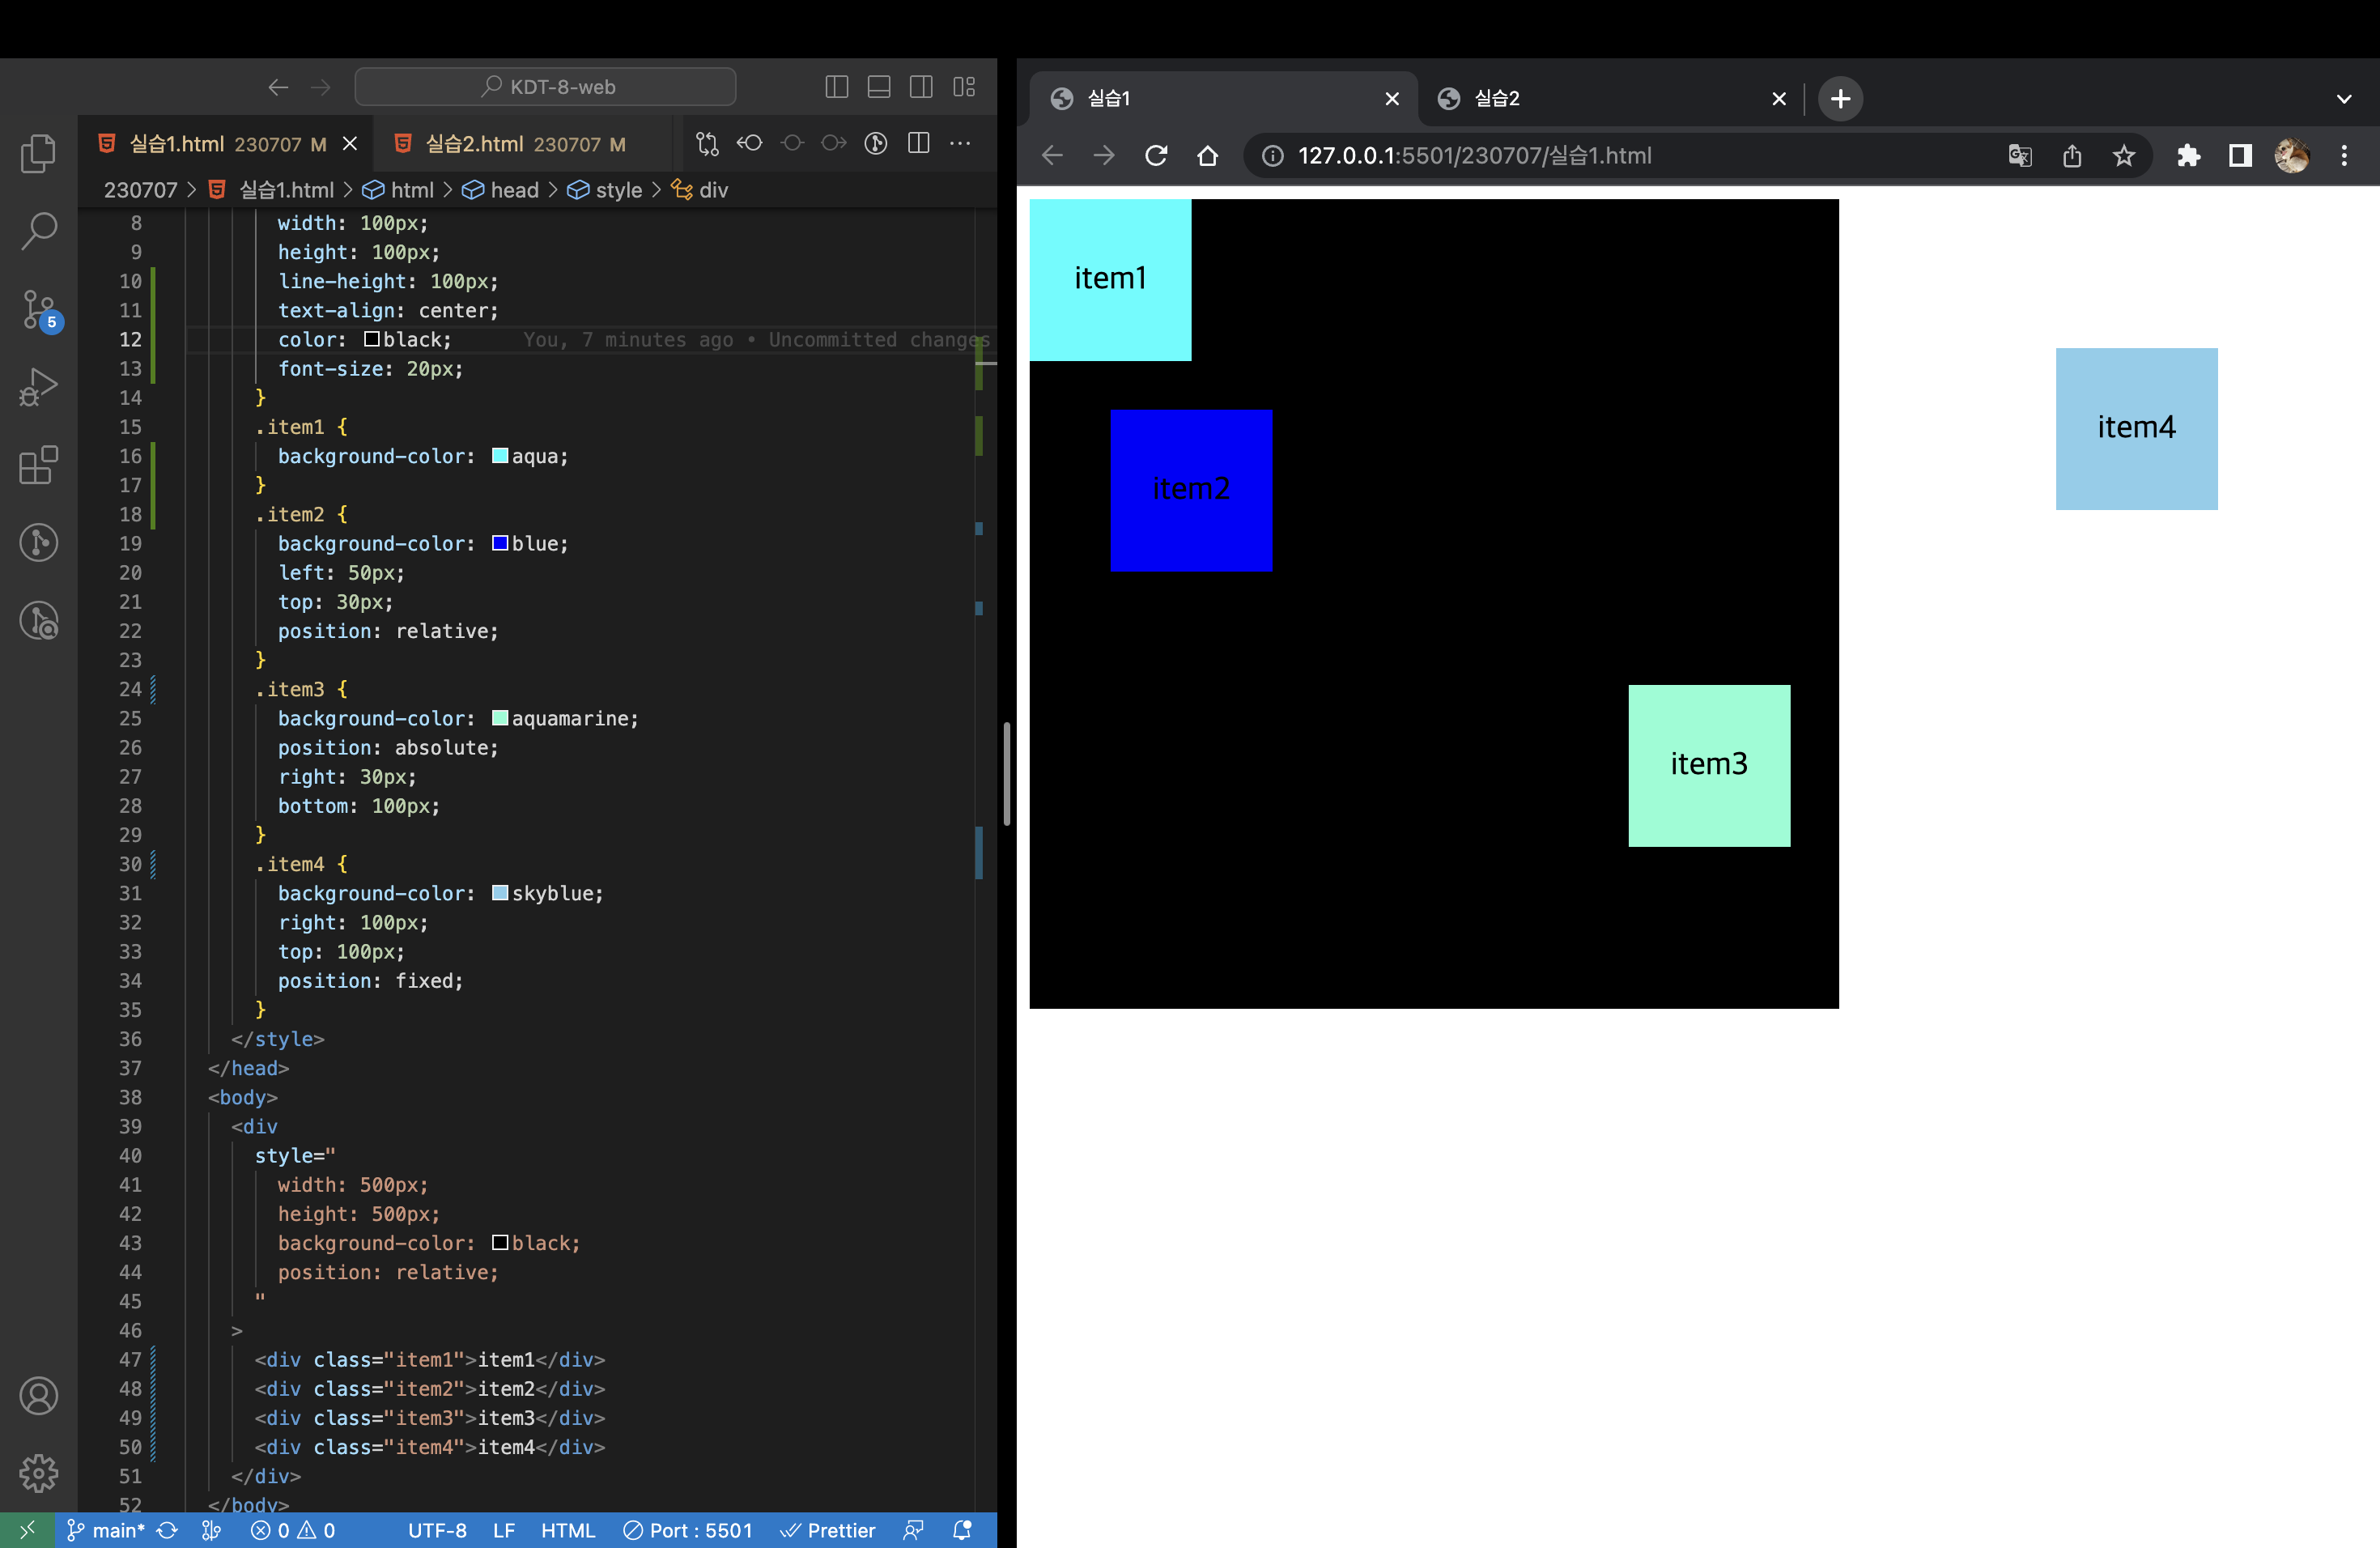 KDT-8-web
실습1.html 230707 M
실습2.html 230707 M
230707 > 실습1.html > html > head > style > div
8 width: 100px;
9 height: 100px;
10 line-height: 100px;
11 text-align: center;
12 color: black; You, 7 minutes ago • Uncommitted changes
13 font-size: 20px;
14 }
15 .item1 {
16 background-color: aqua;
17 }
18 .item2 {
19 background-color: blue;
20 left: 50px;
21 top: 30px;
22 position: relative;
23 }
24 .item3 {
25 background-color: aquamarine;
26 position: absolute;
27 right: 30px;
28 bottom: 100px;
29 }
30 .item4 {
31 background-color: skyblue;
32 right: 100px;
33 top: 100px;
34 position: fixed;
35 }
36 </style>
37 </head>
38 <body>
39 <div
40 style="
41 width: 500px;
42 height: 500px;
43 background-color: black;
44 position: relative;
45 "
46 >
47 <div class="item1">item1</div>
48 <div class="item2">item2</div>
49 <div class="item3">item3</div>
50 <div class="item4">item4</div>
51 </div>
52 </body>
5
main* 0 0 UTF-8 LF HTML Port : 5501 Prettier
실습1
실습2
127.0.0.1:5501/230707/실습1.html
item1
item4
item2
item3